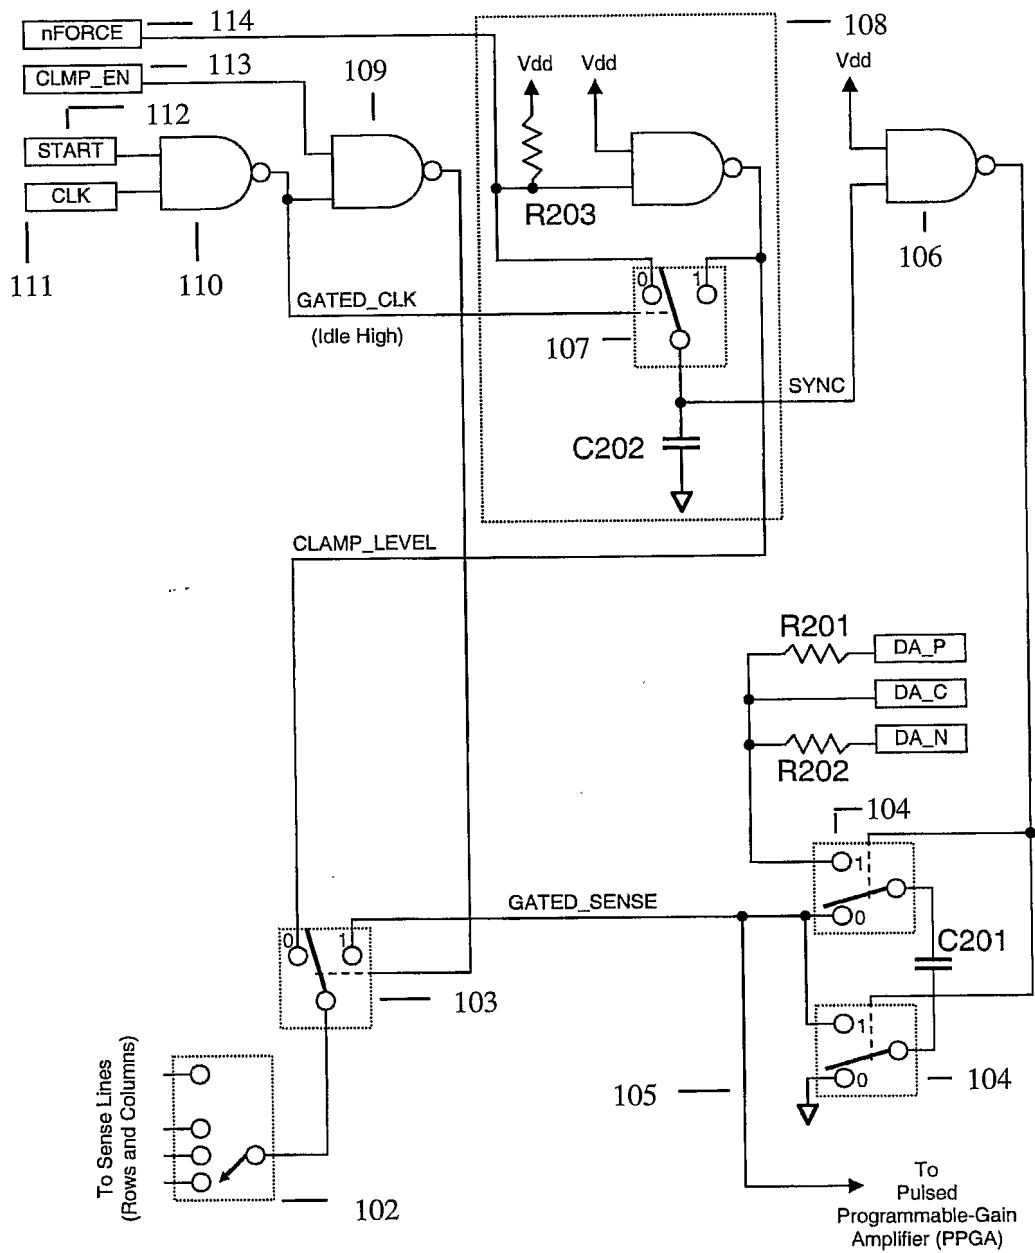 nFORCE
114
108
CLMP_EN
113
109
Vdd
Vdd
Vdd
112
START
CLK
R203
106
111
110
GATED_CLK
(Idle High)
0
1
107
SYNC
C202
CLAMP_LEVEL
R201
DA_P
DA_C
DA_N
R202
104
1
0
GATED_SENSE
C201
0
1
103
1
0
104
105
To Sense Lines
(Rows and Columns)
102
To
Pulsed
Programmable-Gain
Amplifier (PPGA)